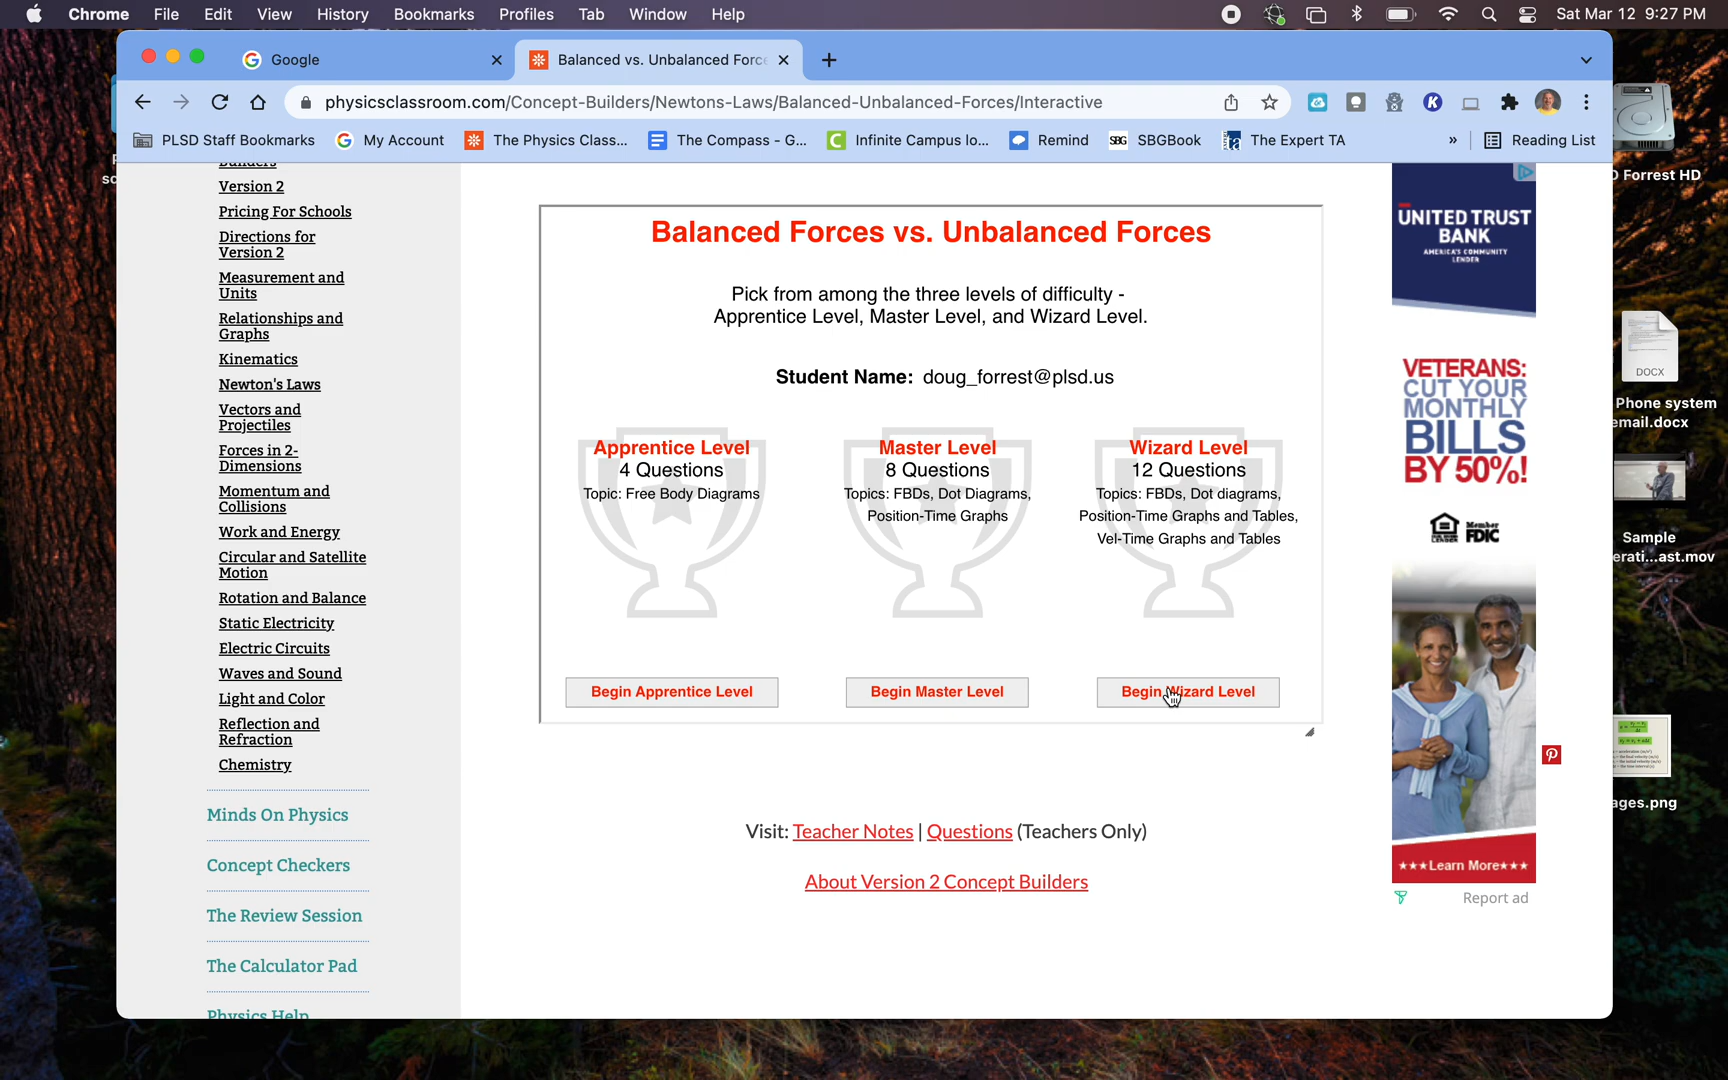 Chrome File Edit View History Bookmarks Profiles Tab Window Help Sat Mar 12 9:27 PM
Google
Balanced vs. Unbalanced Forc
physicsclassroom.com/Concept-Builders/Newtons-Laws/Balanced-Unbalanced-Forces/Interactive
PLSD Staff Bookmarks My Account The Physics Class... The Compass - G... Infinite Campus lo... Remind SBG SBGBook The Expert TA » Reading List
Builders
Version 2
Pricing For Schools
Directions for
Version 2
Measurement and
Units
Relationships and
Graphs
Kinematics
Newton's Laws
Vectors and
Projectiles
Forces in 2-
Dimensions
Momentum and
Collisions
Work and Energy
Circular and Satellite
Motion
Rotation and Balance
Static Electricity
Electric Circuits
Waves and Sound
Light and Color
Reflection and
Refraction
Chemistry
Minds On Physics
Concept Checkers
The Review Session
The Calculator Pad
Physics Help
Balanced Forces vs. Unbalanced Forces
Pick from among the three levels of difficulty -
Apprentice Level, Master Level, and Wizard Level.
Student Name: doug_forrest@plsd.us
Apprentice Level
4 Questions
Topic: Free Body Diagrams
Begin Apprentice Level
Master Level
8 Questions
Topics: FBDs, Dot Diagrams,
Position-Time Graphs
Begin Master Level
Wizard Level
12 Questions
Topics: FBDs, Dot diagrams,
Position-Time Graphs and Tables,
Vel-Time Graphs and Tables
Begin Wizard Level
Visit: Teacher Notes | Questions (Teachers Only)
About Version 2 Concept Builders
UNITED TRUST
BANK
AMERICA'S COMMUNITY
LENDER
VETERANS:
CUT YOUR
MONTHLY
BILLS
BY 50%!
Member
FDIC
★★★Learn More★★★
Report ad
D Forrest HD
DOCX
Phone system
email.docx
Sample
erati...ast.mov
ages.png